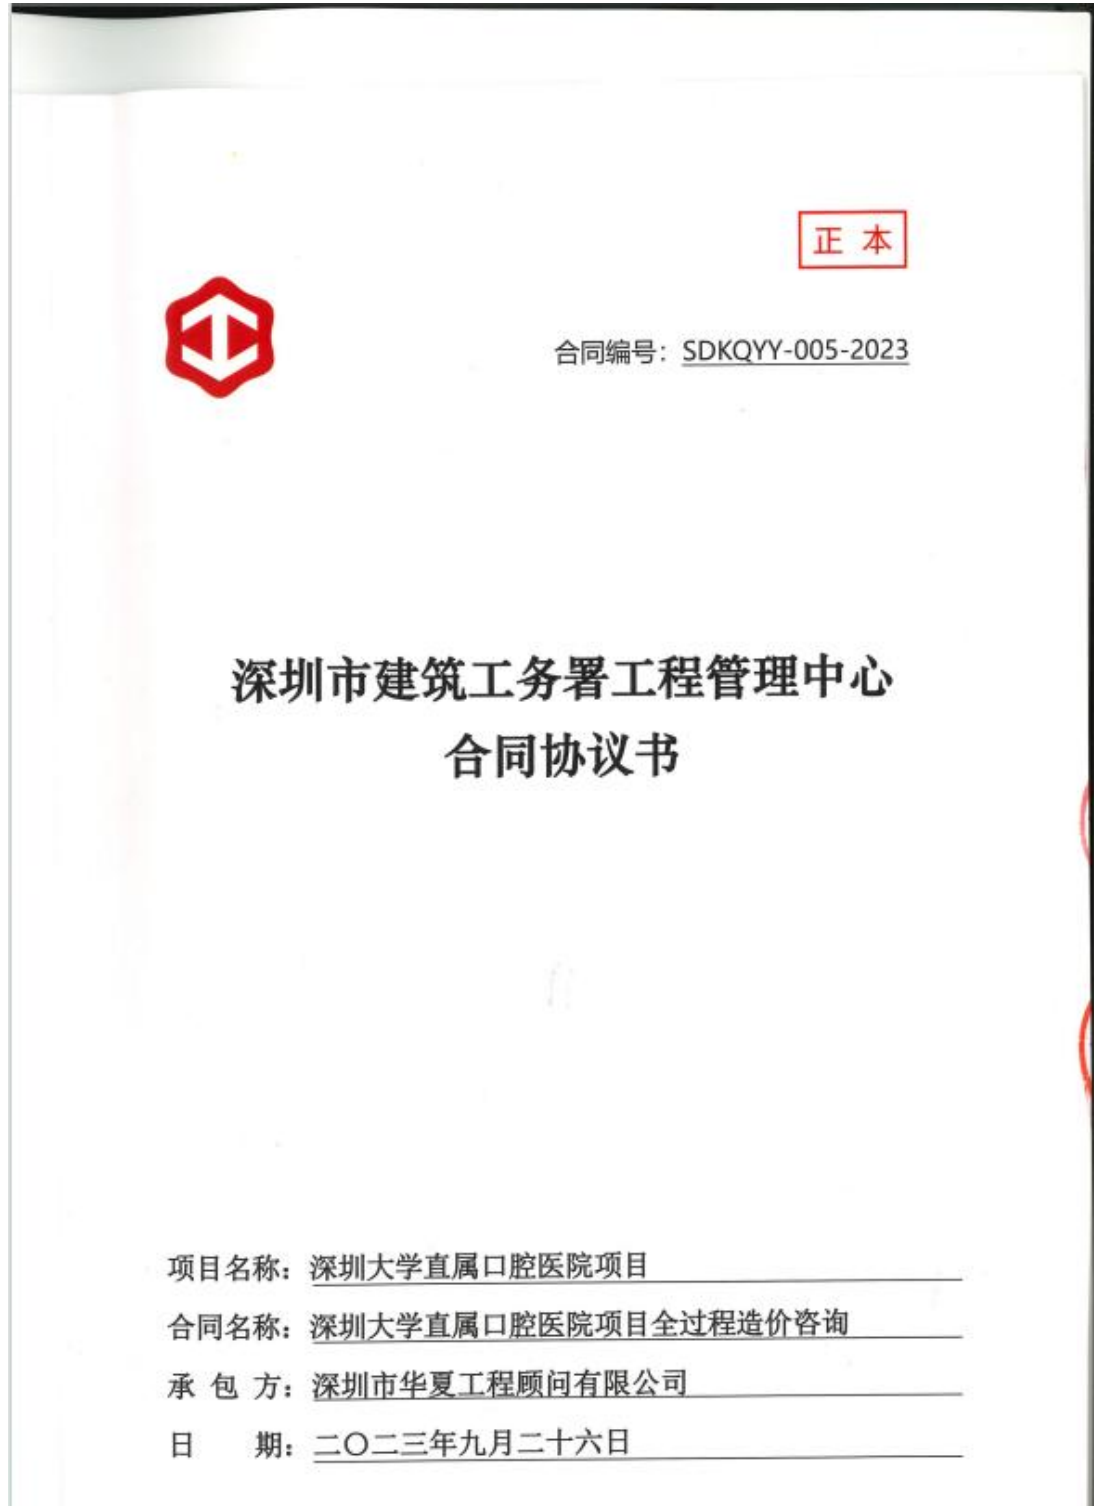 正 本
合同编号：SDKQYY-005-2023
深圳市建筑工务署工程管理中心
合同协议书
项目名称：深圳大学直属口腔医院项目
合同名称：深圳大学直属口腔医院项目全过程造价咨询
承 包 方：深圳市华夏工程顾问有限公司
日 期：二〇二三年九月二十六日